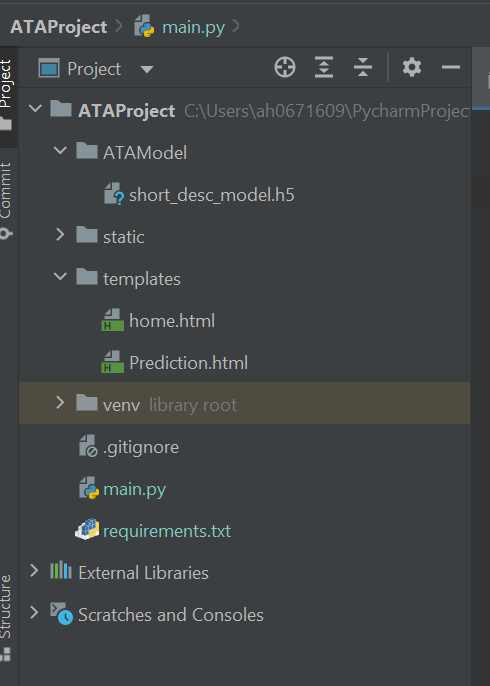 ATAProject main.py
Project
Project
ATAProject C:\Users\ah0671609\PycharmProjec
ATAModel
Commit
short_desc_model.h5
static
templates
home.html
Prediction.html
venv library root
.gitignore
main.py
requirements.txt
External Libraries
Structure
Scratches and Consoles